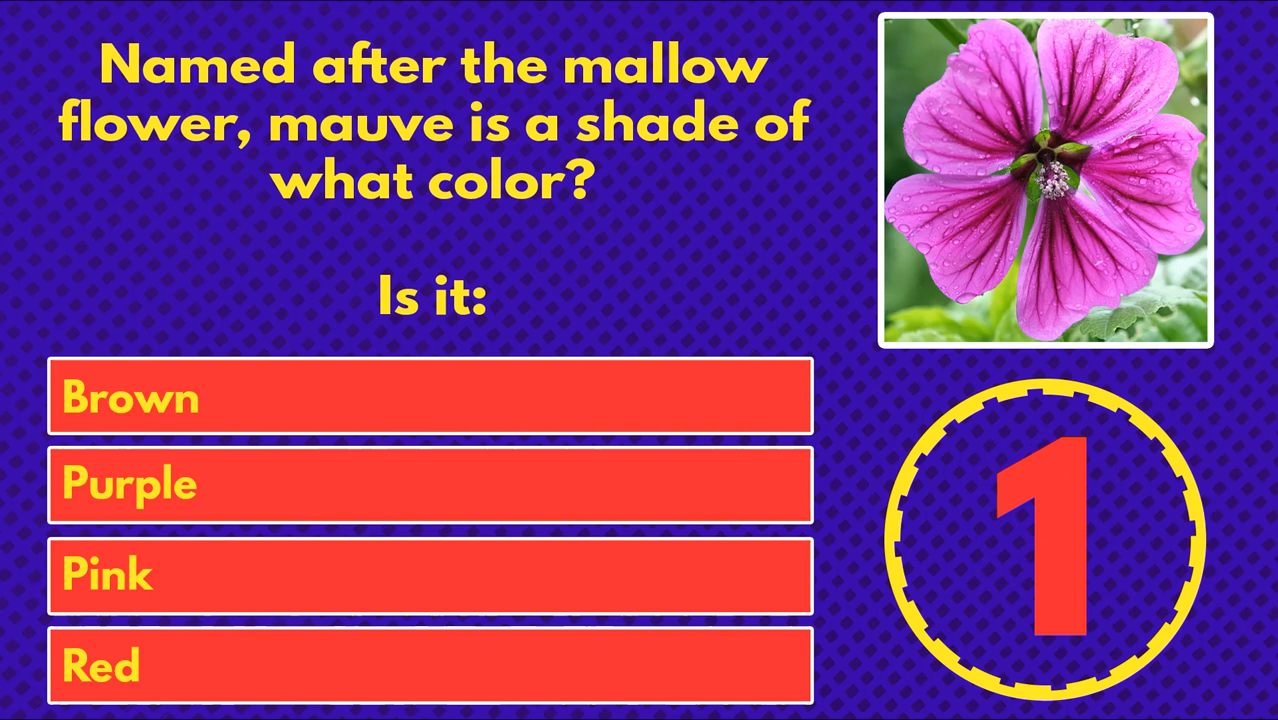 Named after the mallow
flower, mauve is a shade of
what color?
Is it:
Brown
Purple
Pink
Red
1